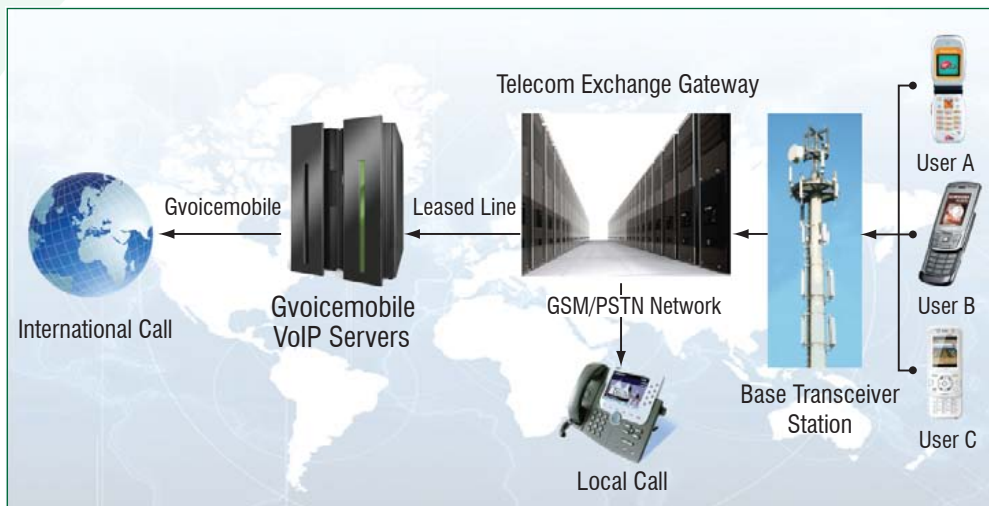 Telecom Exchange Gateway
User A
Gvoicemobile
Leased Line
International Call
Gvoicemobile
VoIP Servers
GSM/PSTN Network
User B
Base Transceiver
Station
Local Call
User C